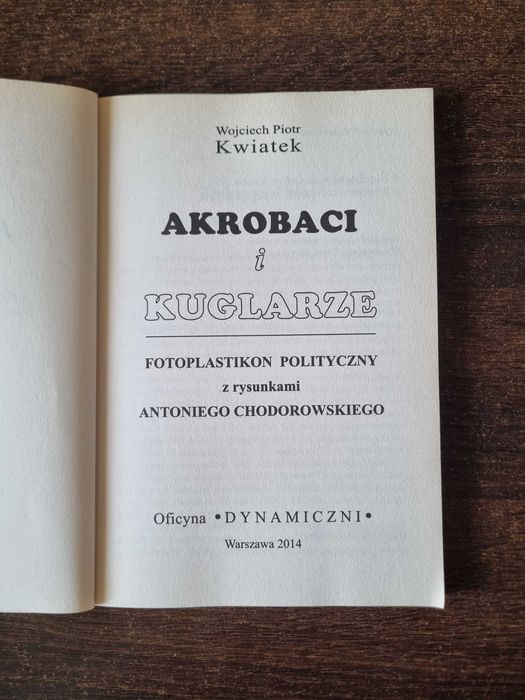 Wojciech Piotr
Kwiatek
AKROBACI
i
KUGLARZE
FOTOPLASTIKON POLITYCZNY
z rysunkami
ANTONIEGO CHODOROWSKIEGO
Oficyna •DYNAMICZNI•
Warszawa 2014